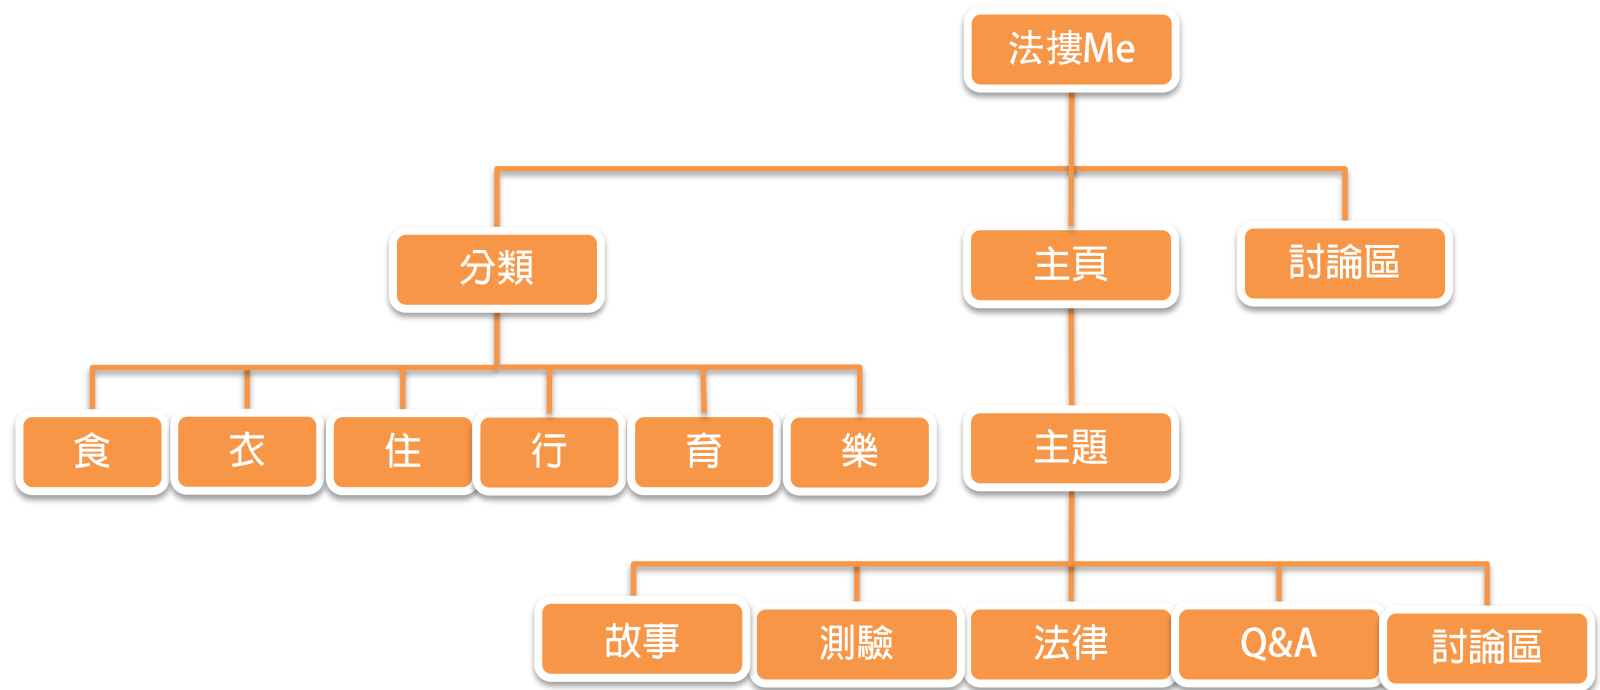 法摟Me
分類
主頁
討論區
食
衣
住
行
育
樂
主題
故事
測驗
法律
Q&A
討論區